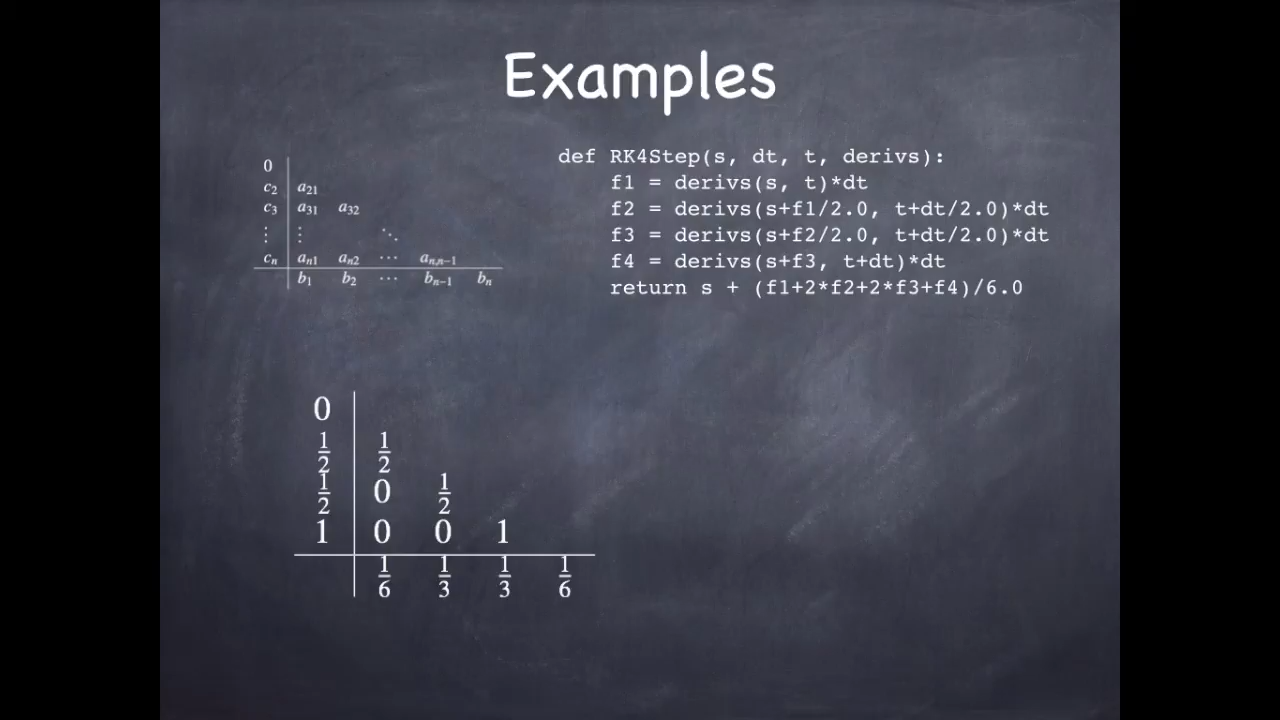 Examples
0
c2 a21
c3 a31 a32
⋮ ⋮ ⋱
cn an1 an2 ⋯ an,n−1
b1 b2 ⋯ bn−1 bn
def RK4Step(s, dt, t, derivs):
    f1 = derivs(s, t)*dt
    f2 = derivs(s+f1/2.0, t+dt/2.0)*dt
    f3 = derivs(s+f2/2.0, t+dt/2.0)*dt
    f4 = derivs(s+f3, t+dt)*dt
    return s + (f1+2*f2+2*f3+f4)/6.0
0
1/2 1/2
1/2 0 1/2
1 0 0 1
1/6 1/3 1/3 1/6